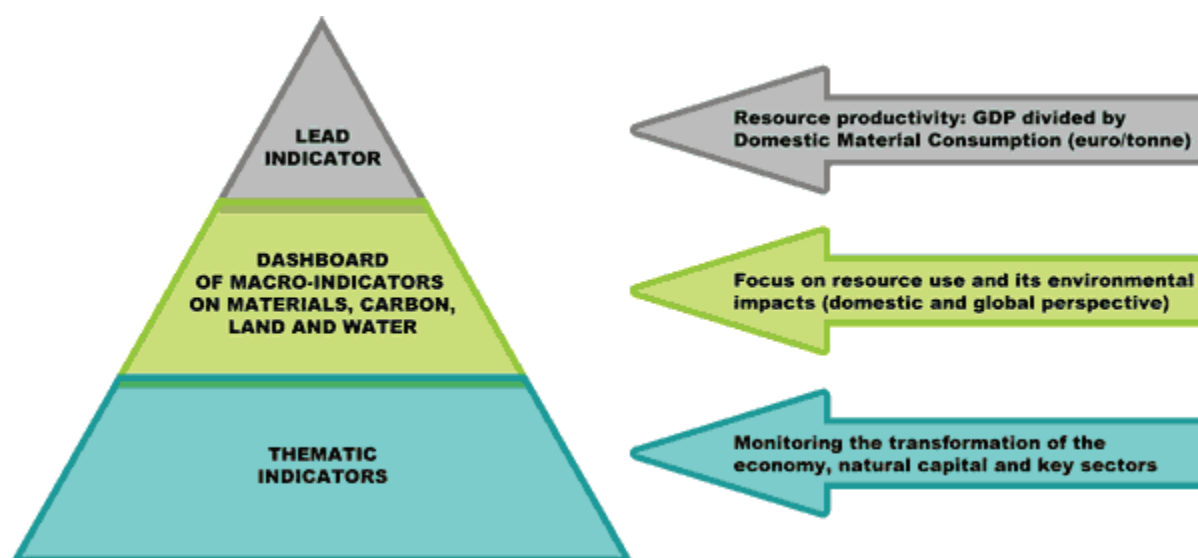 LEAD
INDICATOR
Resource productivity: GDP divided by
Domestic Material Consumption (euro/tonne)
DASHBOARD
OF MACRO-INDICATORS
ON MATERIALS, CARBON,
LAND AND WATER
Focus on resource use and its environmental
impacts (domestic and global perspective)
THEMATIC
INDICATORS
Monitoring the transformation of the
economy, natural capital and key sectors